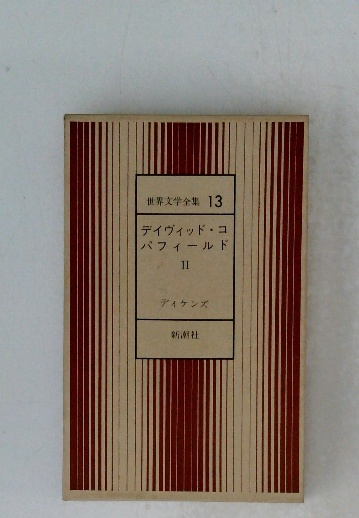 世界文学全集 13
デイヴィッド・コ
パフィールド
II
ディケンズ
新潮社